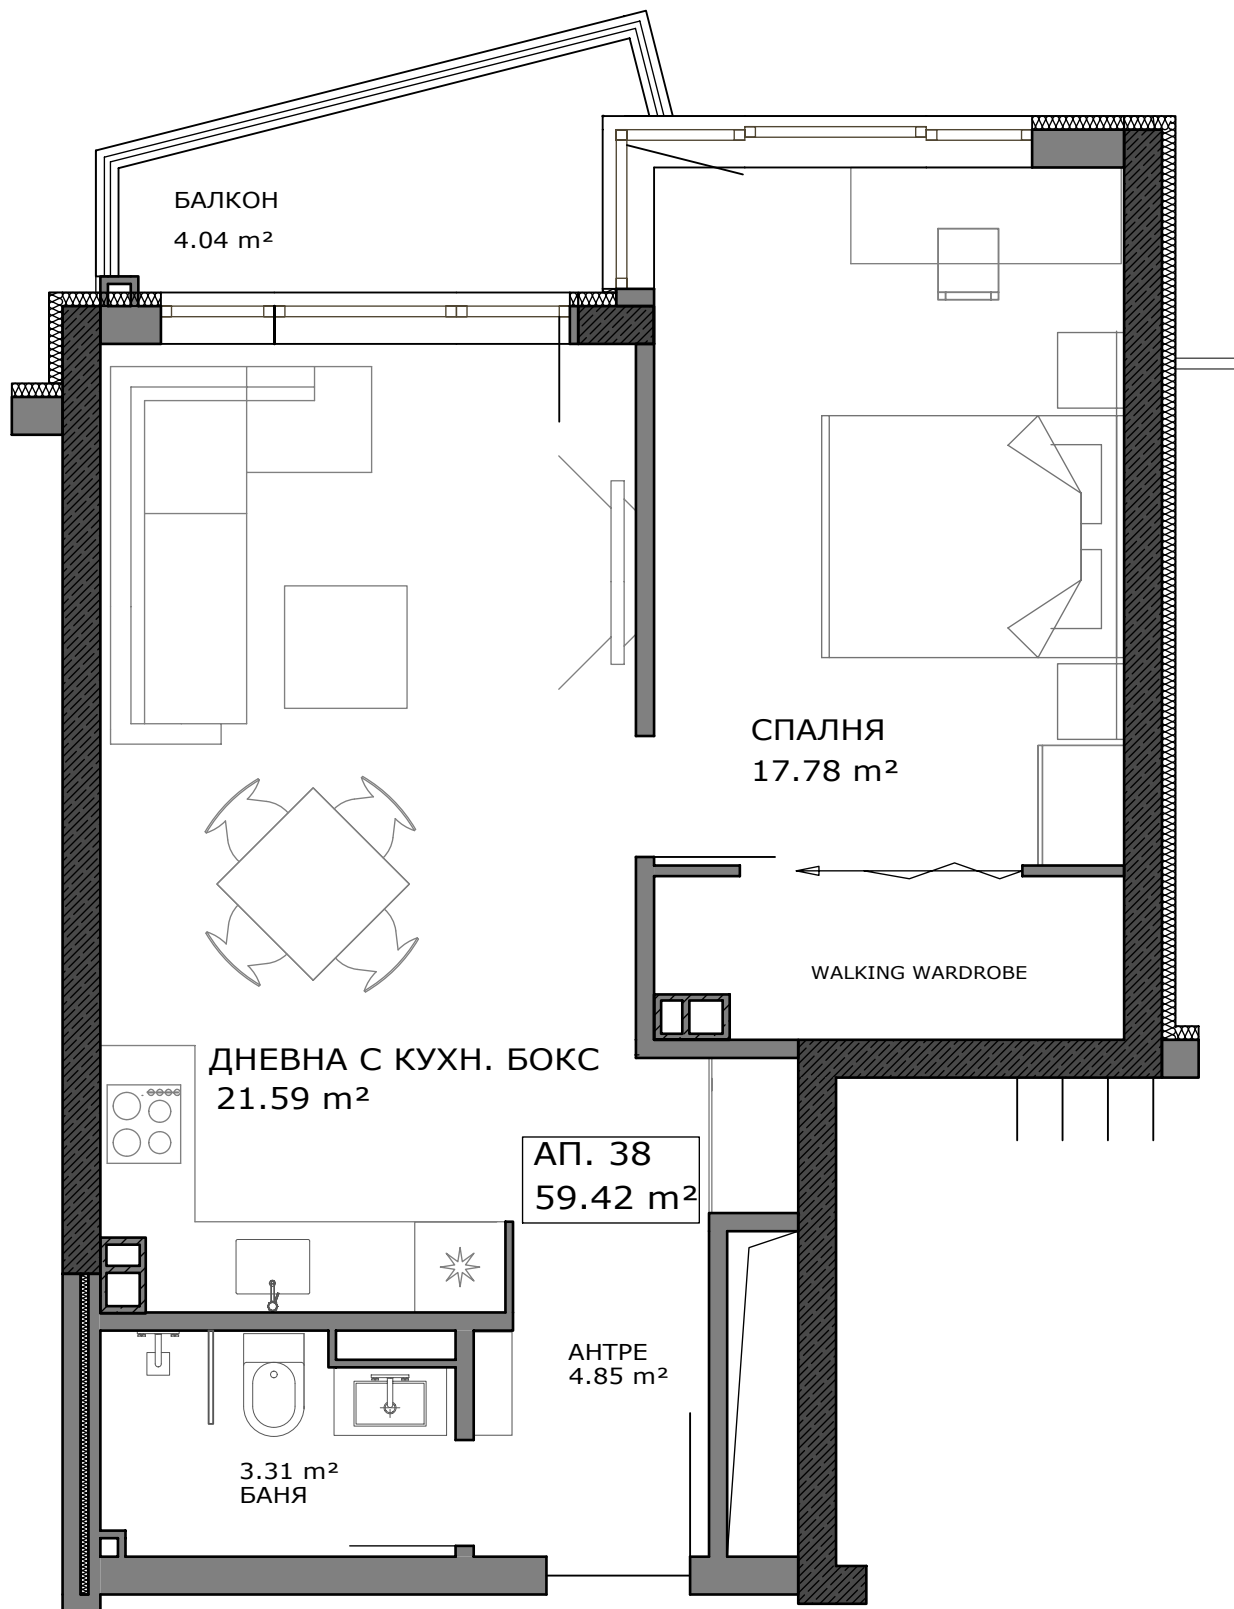 БАЛКОН
4.04 m²
СПАЛНЯ
17.78 m²
WALKING WARDROBE
ДНЕВНА С КУХН. БОКС
21.59 m²
АП. 38
59.42 m²
АНТРЕ
4.85 m²
3.31 m²
БАНЯ